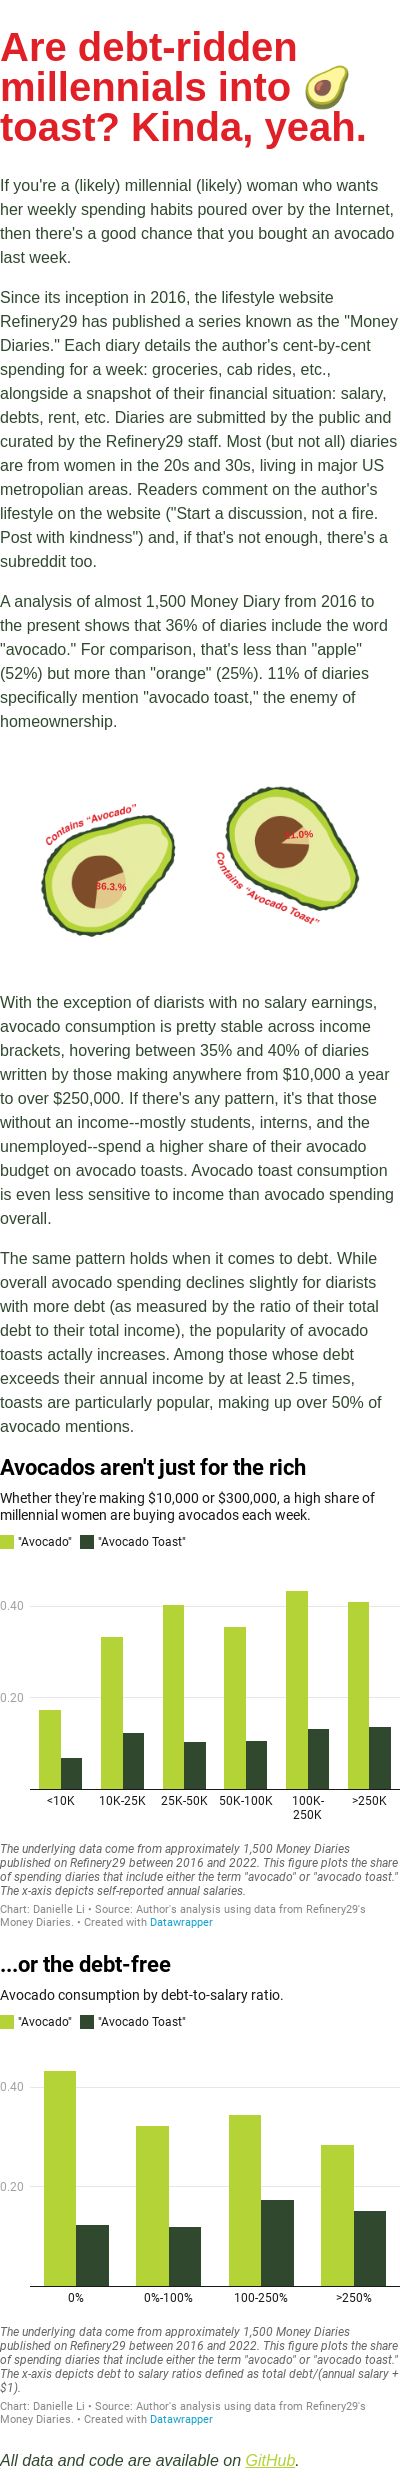 Are debt-ridden
millennials into 🥑
toast? Kinda, yeah.
If you're a (likely) millennial (likely) woman who wants
her weekly spending habits poured over by the Internet,
then there's a good chance that you bought an avocado
last week.
Since its inception in 2016, the lifestyle website
Refinery29 has published a series known as the "Money
Diaries." Each diary details the author's cent-by-cent
spending for a week: groceries, cab rides, etc.,
alongside a snapshot of their financial situation: salary,
debts, rent, etc. Diaries are submitted by the public and
curated by the Refinery29 staff. Most (but not all) diaries
are from women in the 20s and 30s, living in major US
metropolian areas. Readers comment on the author's
lifestyle on the website ("Start a discussion, not a fire.
Post with kindness") and, if that's not enough, there's a
subreddit too.
A analysis of almost 1,500 Money Diary from 2016 to
the present shows that 36% of diaries include the word
"avocado." For comparison, that's less than "apple"
(52%) but more than "orange" (25%). 11% of diaries
specifically mention "avocado toast," the enemy of
homeownership.
Contains “Avocado”
36.3.%
11.0%
Contains “Avocado Toast”
With the exception of diarists with no salary earnings,
avocado consumption is pretty stable across income
brackets, hovering between 35% and 40% of diaries
written by those making anywhere from $10,000 a year
to over $250,000. If there's any pattern, it's that those
without an income--mostly students, interns, and the
unemployed--spend a higher share of their avocado
budget on avocado toasts. Avocado toast consumption
is even less sensitive to income than avocado spending
overall.
The same pattern holds when it comes to debt. While
overall avocado spending declines slightly for diarists
with more debt (as measured by the ratio of their total
debt to their total income), the popularity of avocado
toasts actally increases. Among those whose debt
exceeds their annual income by at least 2.5 times,
toasts are particularly popular, making up over 50% of
avocado mentions.
Avocados aren't just for the rich
Whether they're making $10,000 or $300,000, a high share of
millennial women are buying avocados each week.
"Avocado" "Avocado Toast"
0.40
0.20
<10K 10K-25K 25K-50K 50K-100K 100K- >250K
250K
The underlying data come from approximately 1,500 Money Diaries
published on Refinery29 between 2016 and 2022. This figure plots the share
of spending diaries that include either the term "avocado" or "avocado toast."
The x-axis depicts self-reported annual salaries.
Chart: Danielle Li • Source: Author's analysis using data from Refinery29's
Money Diaries. • Created with Datawrapper
...or the debt-free
Avocado consumption by debt-to-salary ratio.
"Avocado" "Avocado Toast"
0.40
0.20
0% 0%-100% 100-250% >250%
The underlying data come from approximately 1,500 Money Diaries
published on Refinery29 between 2016 and 2022. This figure plots the share
of spending diaries that include either the term "avocado" or "avocado toast."
The x-axis depicts debt to salary ratios defined as total debt/(annual salary +
$1).
Chart: Danielle Li • Source: Author's analysis using data from Refinery29's
Money Diaries. • Created with Datawrapper
All data and code are available on GitHub.